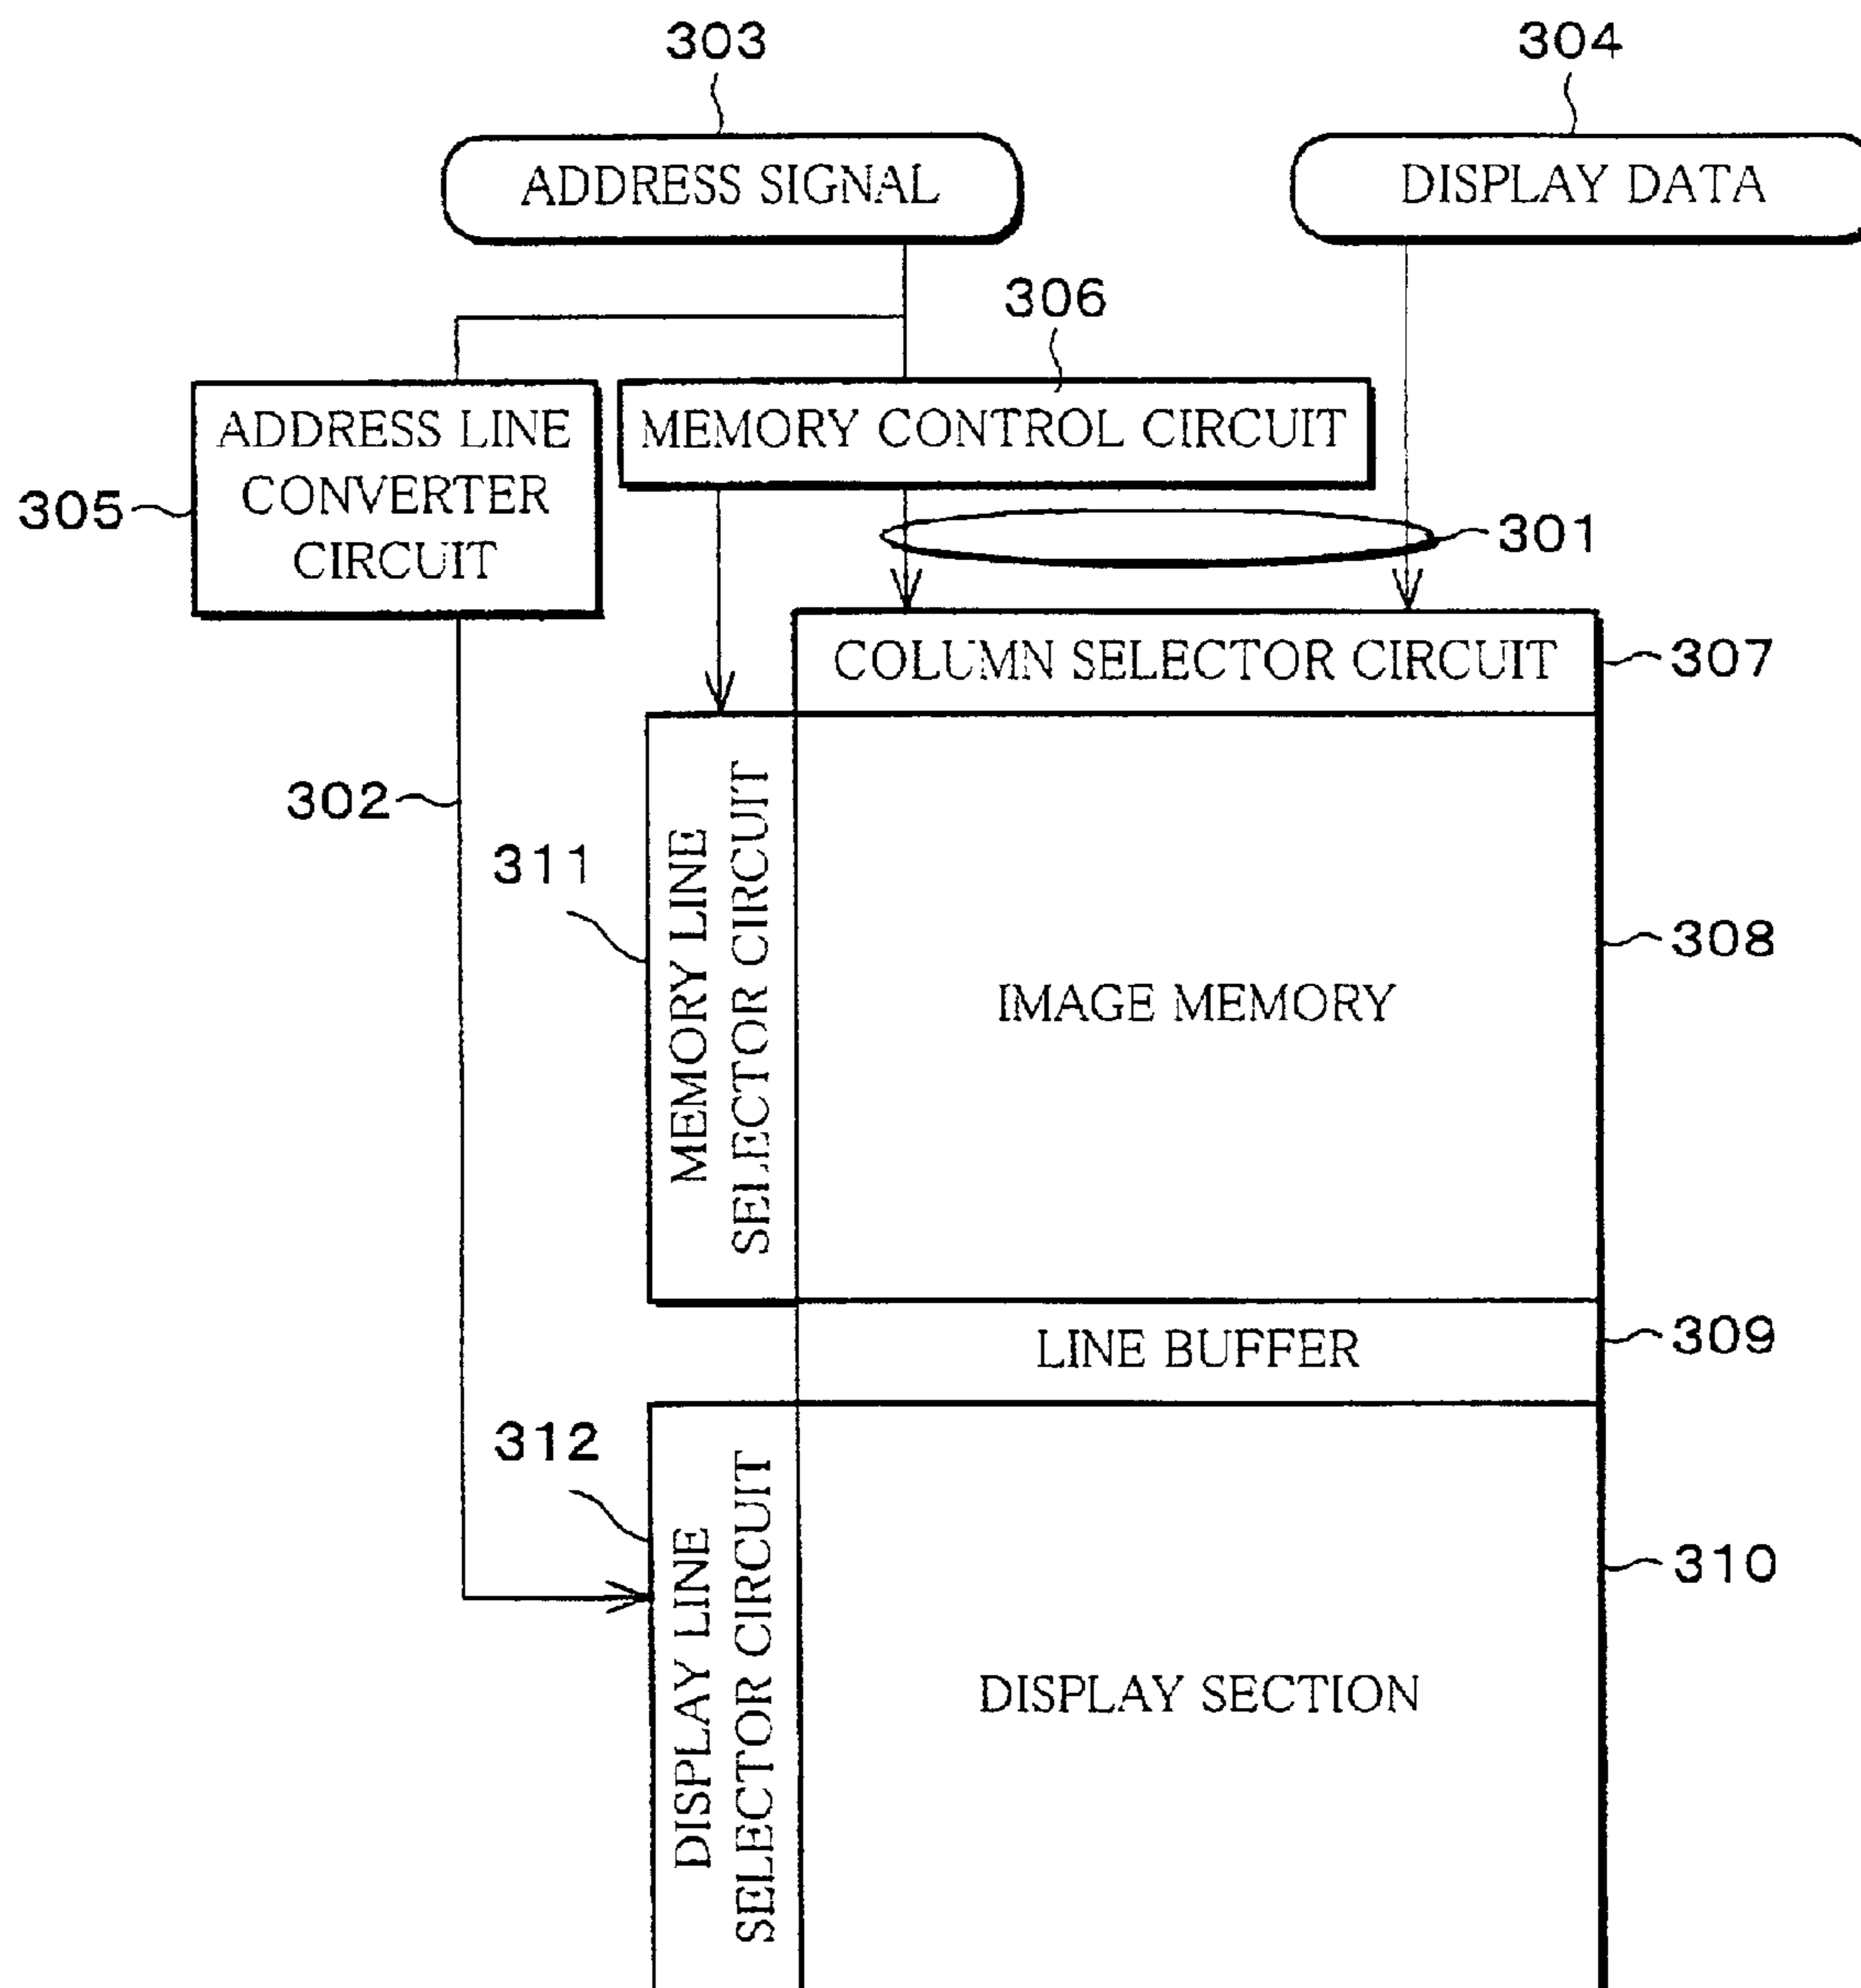 303
304
ADDRESS SIGNAL
DISPLAY DATA
306
ADDRESS LINE
CONVERTER
CIRCUIT
MEMORY CONTROL CIRCUIT
305
301
COLUMN SELECTOR CIRCUIT
307
302
311
MEMORY LINE
SELECTOR CIRCUIT
IMAGE MEMORY
308
LINE BUFFER
309
312
DISPLAY LINE
SELECTOR CIRCUIT
DISPLAY SECTION
310